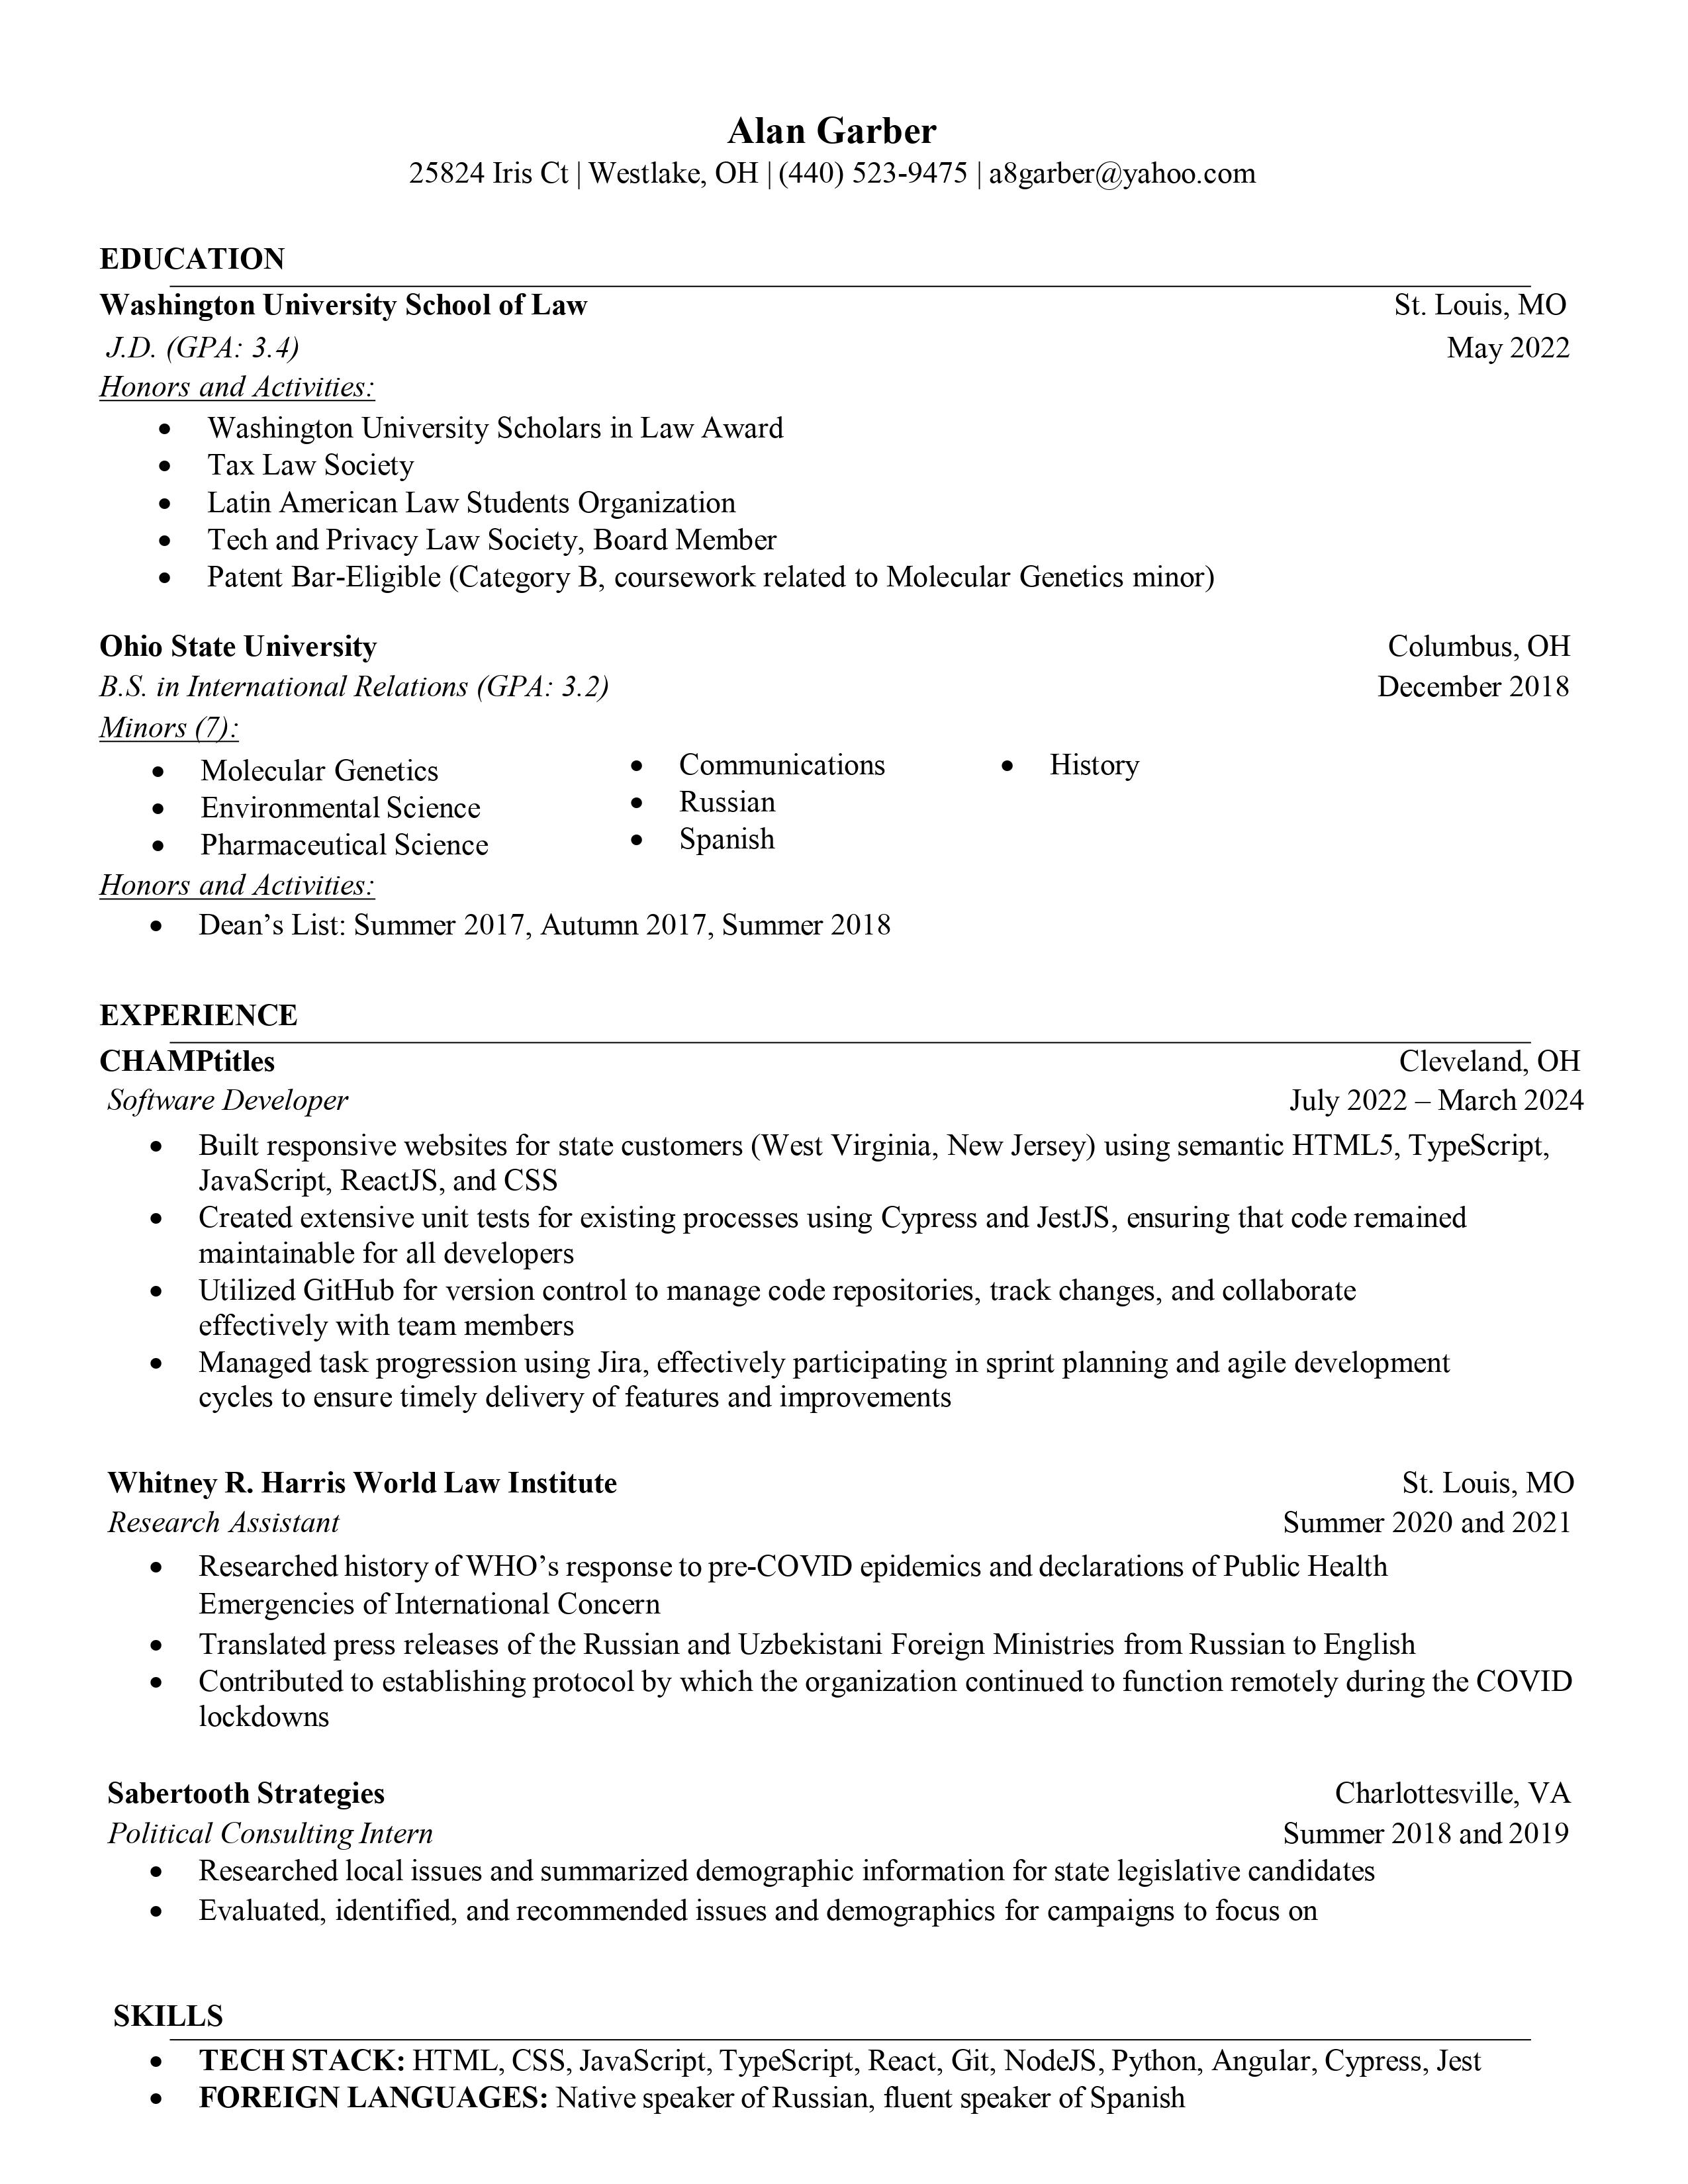 Alan Garber
25824 Iris Ct | Westlake, OH | (440) 523-9475 | a8garber@yahoo.com
EDUCATION
Washington University School of Law St. Louis, MO
J.D. (GPA: 3.4) May 2022
Honors and Activities:
• Washington University Scholars in Law Award
• Tax Law Society
• Latin American Law Students Organization
• Tech and Privacy Law Society, Board Member
• Patent Bar-Eligible (Category B, coursework related to Molecular Genetics minor)
Ohio State University Columbus, OH
B.S. in International Relations (GPA: 3.2) December 2018
Minors (7):
• Molecular Genetics • Communications • History
• Environmental Science • Russian
• Pharmaceutical Science • Spanish
Honors and Activities:
• Dean’s List: Summer 2017, Autumn 2017, Summer 2018
EXPERIENCE
CHAMPtitles Cleveland, OH
Software Developer July 2022 – March 2024
• Built responsive websites for state customers (West Virginia, New Jersey) using semantic HTML5, TypeScript,
JavaScript, ReactJS, and CSS
• Created extensive unit tests for existing processes using Cypress and JestJS, ensuring that code remained
maintainable for all developers
• Utilized GitHub for version control to manage code repositories, track changes, and collaborate
effectively with team members
• Managed task progression using Jira, effectively participating in sprint planning and agile development
cycles to ensure timely delivery of features and improvements
Whitney R. Harris World Law Institute St. Louis, MO
Research Assistant Summer 2020 and 2021
• Researched history of WHO’s response to pre-COVID epidemics and declarations of Public Health
Emergencies of International Concern
• Translated press releases of the Russian and Uzbekistani Foreign Ministries from Russian to English
• Contributed to establishing protocol by which the organization continued to function remotely during the COVID
lockdowns
Sabertooth Strategies Charlottesville, VA
Political Consulting Intern Summer 2018 and 2019
• Researched local issues and summarized demographic information for state legislative candidates
• Evaluated, identified, and recommended issues and demographics for campaigns to focus on
SKILLS
• TECH STACK: HTML, CSS, JavaScript, TypeScript, React, Git, NodeJS, Python, Angular, Cypress, Jest
• FOREIGN LANGUAGES: Native speaker of Russian, fluent speaker of Spanish